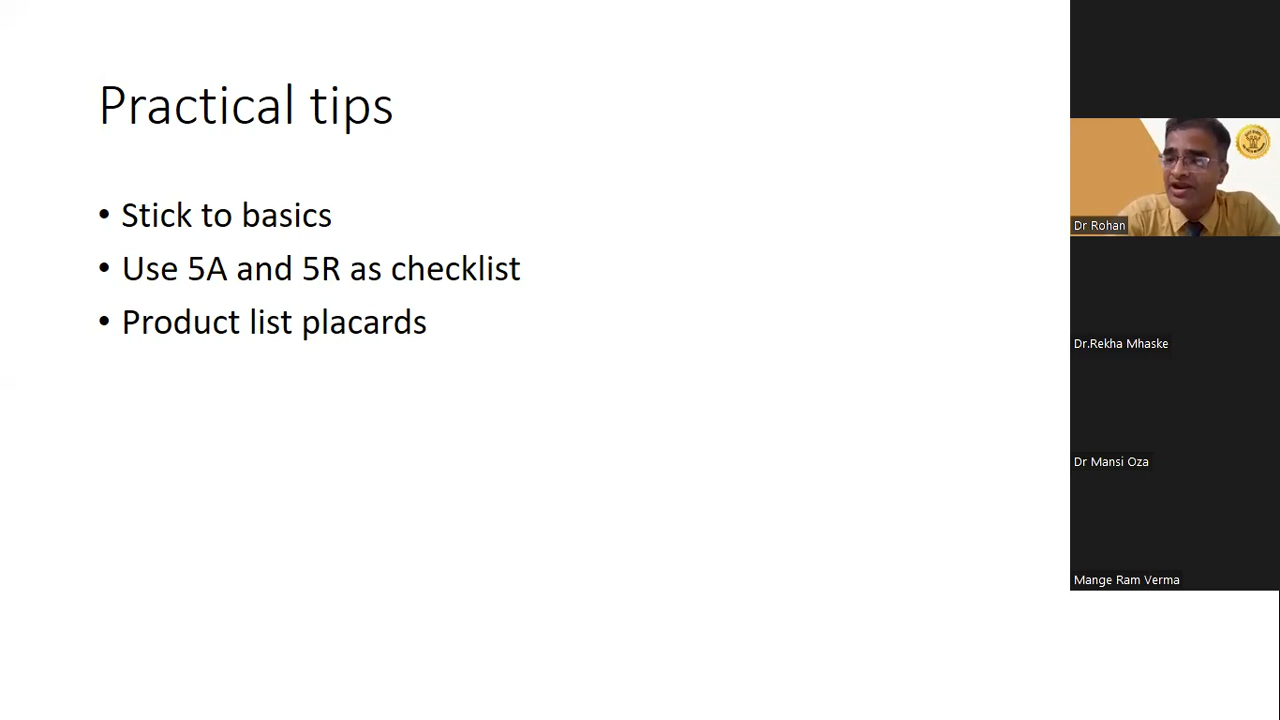 Practical tips
• Stick to basics
• Use 5A and 5R as checklist
• Product list placards
Dr Rohan
Dr.Rekha Mhaske
Dr Mansi Oza
Mange Ram Verma